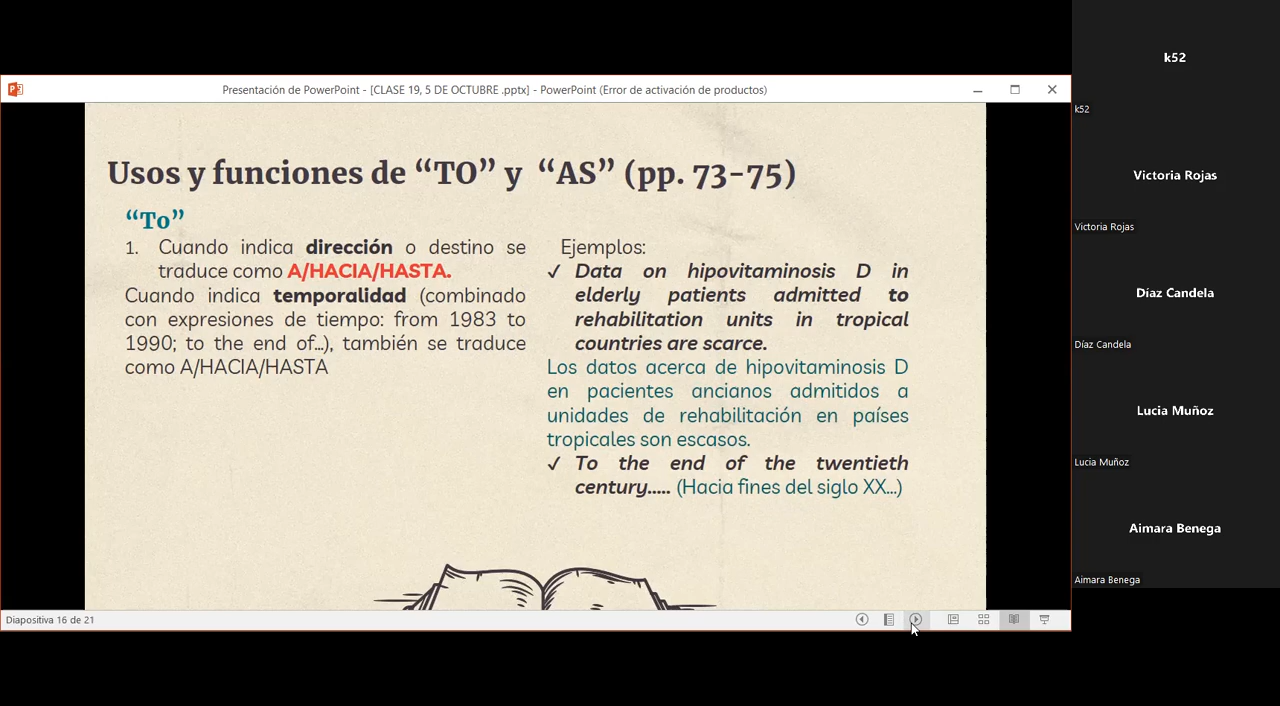 Presentación de PowerPoint - [CLASE 19, 5 DE OCTUBRE .pptx] - PowerPoint (Error de activación de productos)
Usos y funciones de “TO” y “AS” (pp. 73-75)
“To”
1. Cuando indica dirección o destino se
traduce como A/HACIA/HASTA.
Cuando indica temporalidad (combinado
con expresiones de tiempo: from 1983 to
1990; to the end of…), también se traduce
como A/HACIA/HASTA
Ejemplos:
✓ Data on hipovitaminosis D in
elderly patients admitted to
rehabilitation units in tropical
countries are scarce.
Los datos acerca de hipovitaminosis D
en pacientes ancianos admitidos a
unidades de rehabilitación en países
tropicales son escasos.
✓ To the end of the twentieth
century..... (Hacia fines del siglo XX…)
Diapositiva 16 de 21
k52
k52
Victoria Rojas
Victoria Rojas
Díaz Candela
Díaz Candela
Lucia Muñoz
Lucia Muñoz
Aimara Benega
Aimara Benega